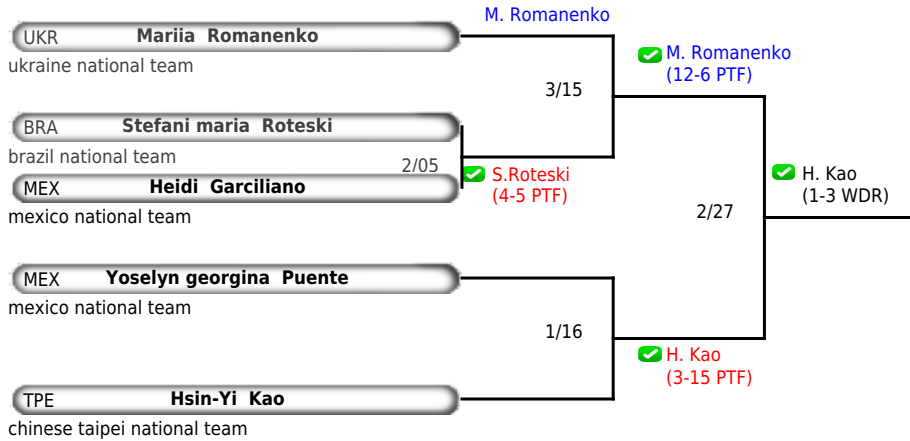 M. Romanenko
UKR Mariia Romanenko
ukraine national team
M. Romanenko
(12-6 PTF)
3/15
BRA Stefani maria Roteski
brazil national team
2/05
S.Roteski
(4-5 PTF)
MEX Heidi Garciliano
mexico national team
H. Kao
(1-3 WDR)
2/27
MEX Yoselyn georgina Puente
mexico national team
1/16
H. Kao
(3-15 PTF)
TPE Hsin-Yi Kao
chinese taipei national team